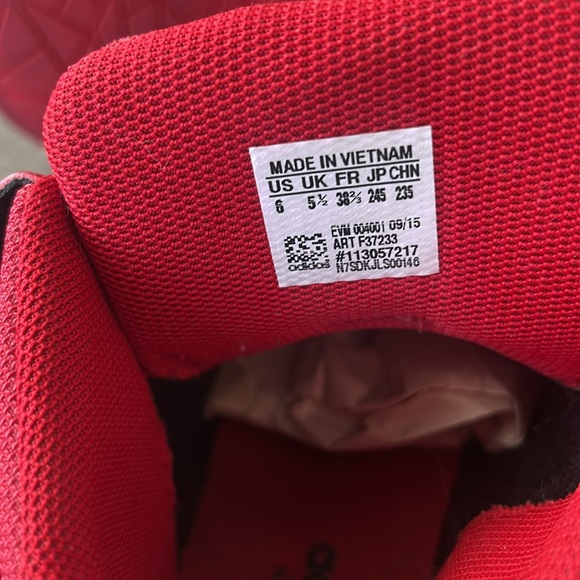 MADE IN VIETNAM
US UK FR JP CHN
6 5½ 38⅔ 245 235
EVM 004001 09/15
ART F37233
#113057217
adidas N7SDKJLS00146